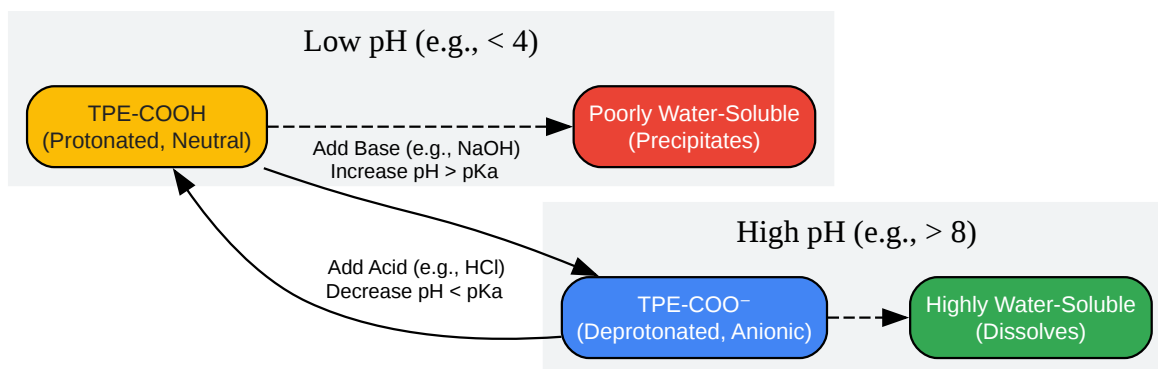 Low pH (e.g., < 4)
TPE-COOH
(Protonated, Neutral)
Poorly Water-Soluble
(Precipitates)
Add Base (e.g., NaOH)
Increase pH > pKa
High pH (e.g., > 8)
Add Acid (e.g., HCl)
Decrease pH < pKa
TPE-COO⁻
(Deprotonated, Anionic)
Highly Water-Soluble
(Dissolves)